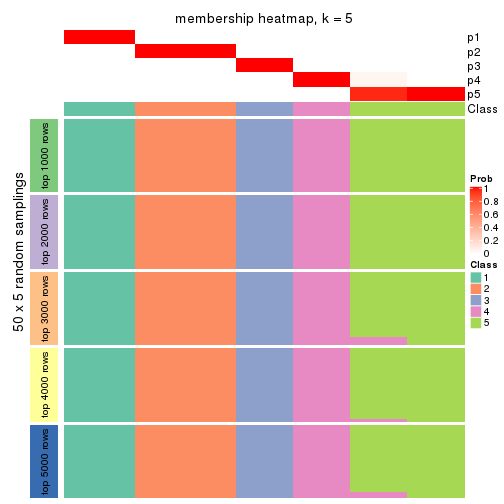 membership heatmap, k = 5
p1
p2
p3
p4
p5
Class
50 x 5 random samplings
top 1000 rows
top 2000 rows
top 3000 rows
top 4000 rows
top 5000 rows
Prob
1
0.8
0.6
0.4
0.2
0
Class
1
2
3
4
5